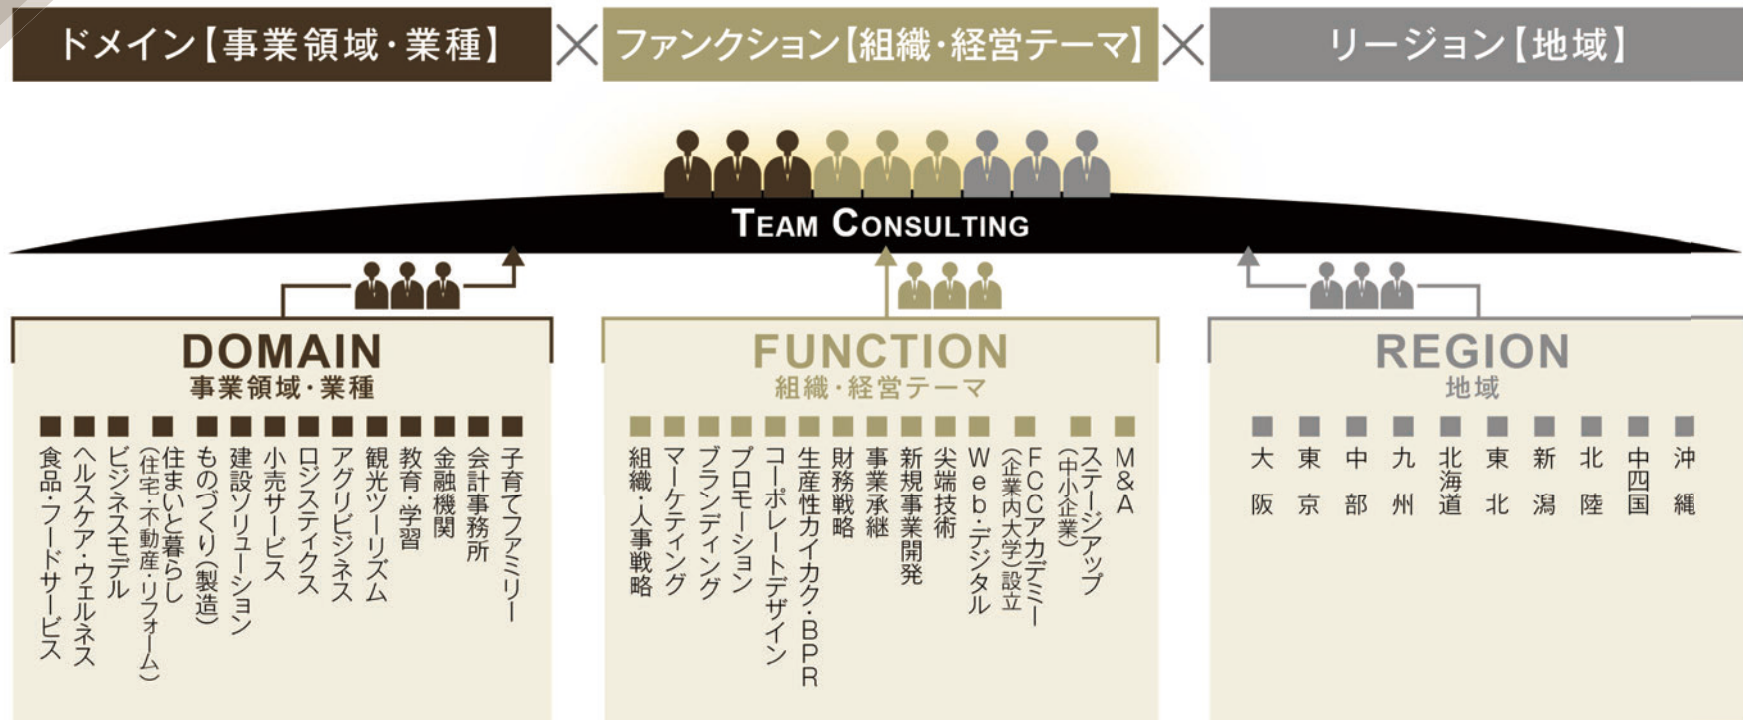 ドメイン【事業領域・業種】
×
ファンクション【組織・経営テーマ】
×
リージョン【地域】
TEAM CONSULTING
DOMAIN
事業領域・業種
■食品・フードサービス
■ヘルスケア・ウェルネス
■ビジネスモデル
■住まいと暮らし
(住宅・不動産・リフォーム)
■ものづくり(製造)
■建設ソリューション
■小売サービス
■ロジスティクス
■アグリビジネス
■観光ツーリズム
■教育・学習
■金融機関
■会計事務所
■子育てファミリー
FUNCTION
組織・経営テーマ
■組織・人事戦略
■マーケティング
■ブランディング
■プロモーション
■コーポレートデザイン
■生産性カイカク・BPR
■財務戦略
■事業承継
■新規事業開発
■尖端技術
■Web・デジタル
■FCCアカデミー
(企業内大学)設立
■ステージアップ
(中小企業)
■M&A
REGION
地域
■大阪
■東京
■中部
■九州
■北海道
■東北
■新潟
■北陸
■中四国
■沖縄